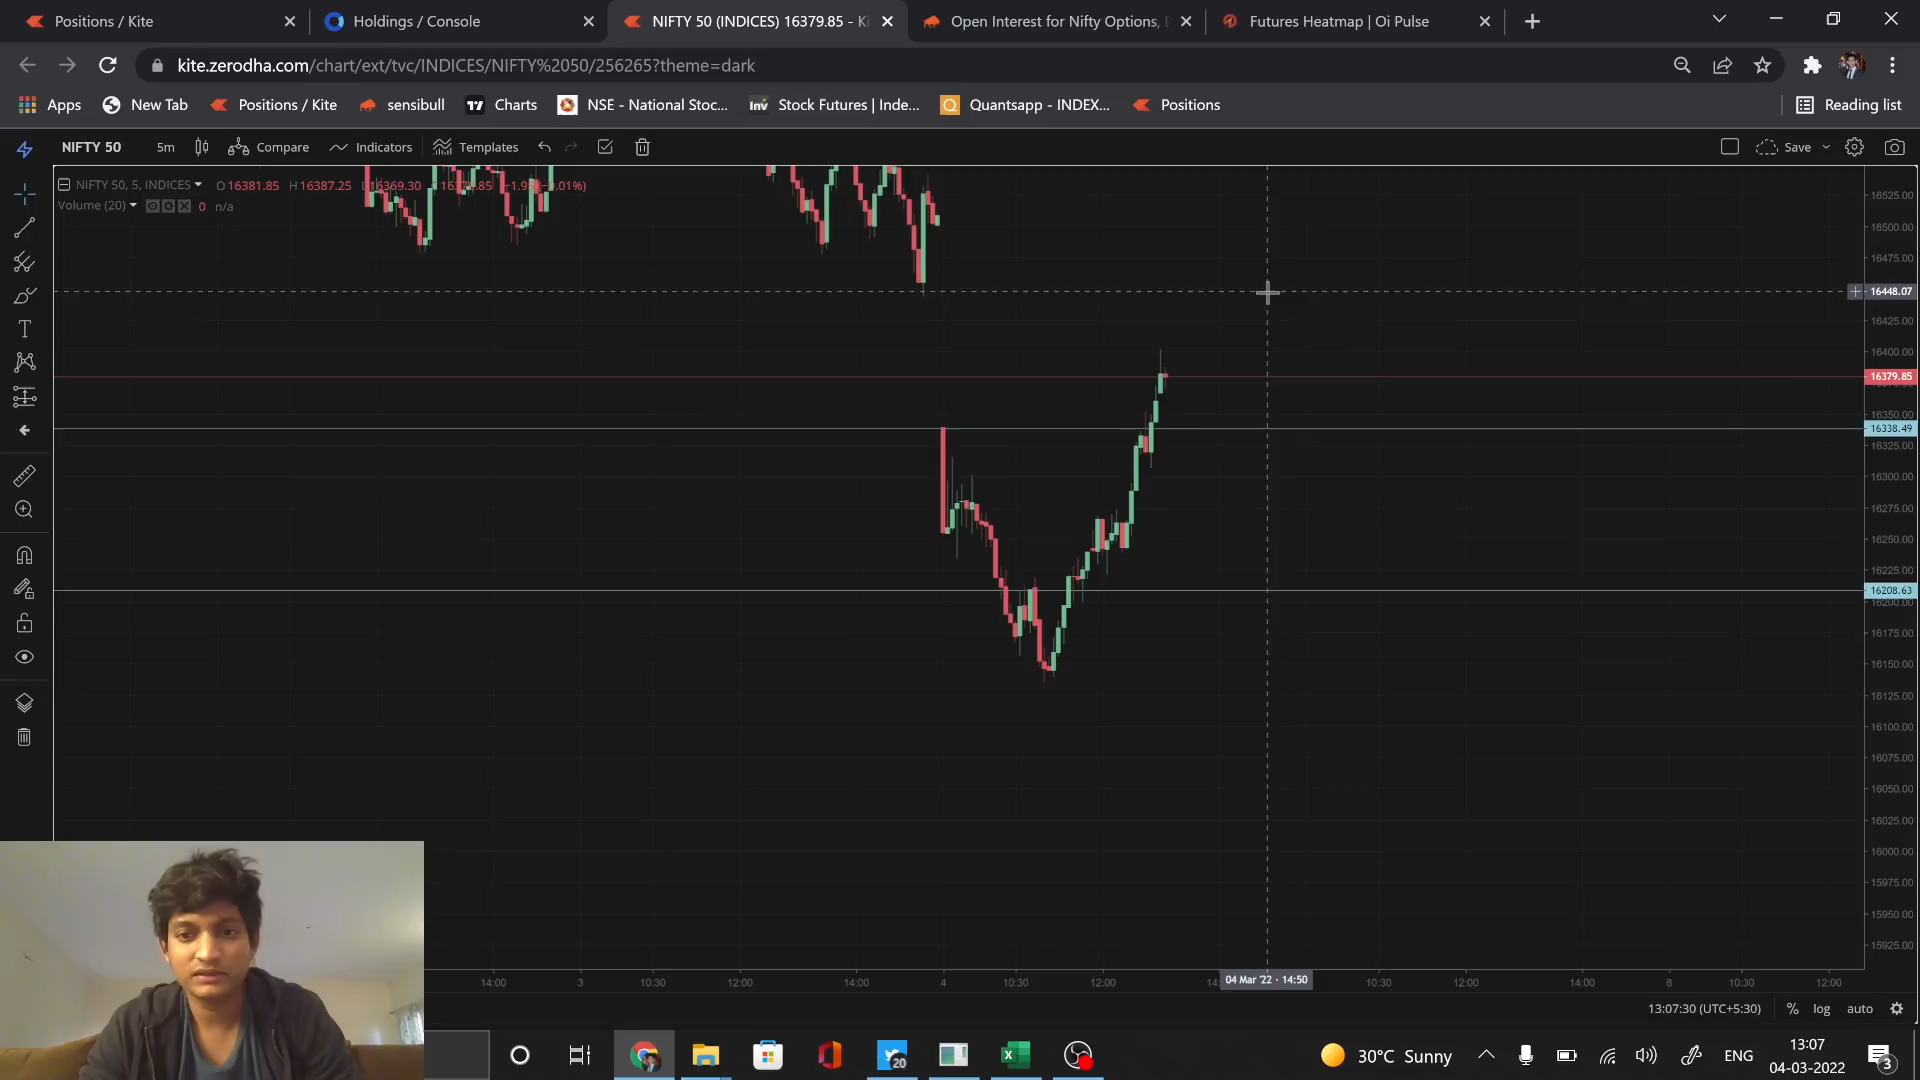 Positions / Kite
Holdings / Console
NIFTY 50 (INDICES) 16379.85 - Ki
Open Interest for Nifty Options,
Futures Heatmap | Oi Pulse
kite.zerodha.com/chart/ext/tvc/INDICES/NIFTY%2050/256265?theme=dark
Apps
New Tab
Positions / Kite
sensibull
Charts
NSE - National Stoc...
Inv
Stock Futures | Inde...
Quantsapp - INDEX...
Positions
Reading list
NIFTY 50
5m
Compare
Indicators
Templates
Save
NIFTY 50, 5, INDICES
O 16381.85 H 16387.25 L 16369.30
Volume (20)
0 n/a
16525.00
16500.00
16475.00
16448.07
16425.00
16400.00
16379.85
16350.00
16338.49
16325.00
16300.00
16275.00
16250.00
16225.00
16208.63
16200.00
16175.00
16150.00
16125.00
16100.00
16075.00
16050.00
16025.00
16000.00
15975.00
15950.00
15925.00
14:00
3
10:30
12:00
14:00
4
10:30
12:00
04 Mar '22 - 14:50
10:30
12:00
14:00
8
10:30
12:00
13:07:30 (UTC+5:30)
%
log
auto
20
30°C Sunny
ENG
13:07
04-03-2022
3